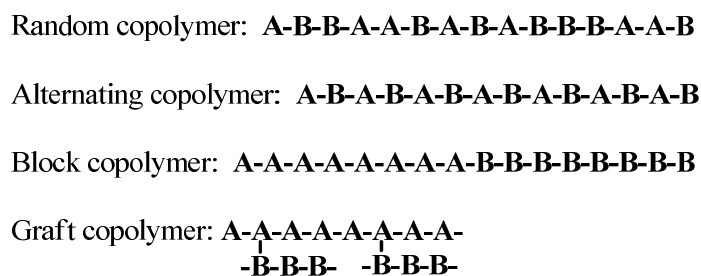 Random copolymer: A-B-B-A-A-B-A-B-A-B-B-B-A-A-B
Alternating copolymer: A-B-A-B-A-B-A-B-A-B-A-B-A-B
Block copolymer: A-A-A-A-A-A-A-A-B-B-B-B-B-B-B-B
Graft copolymer: A-A-A-A-A-A-A-A-
-B-B-B- -B-B-B-